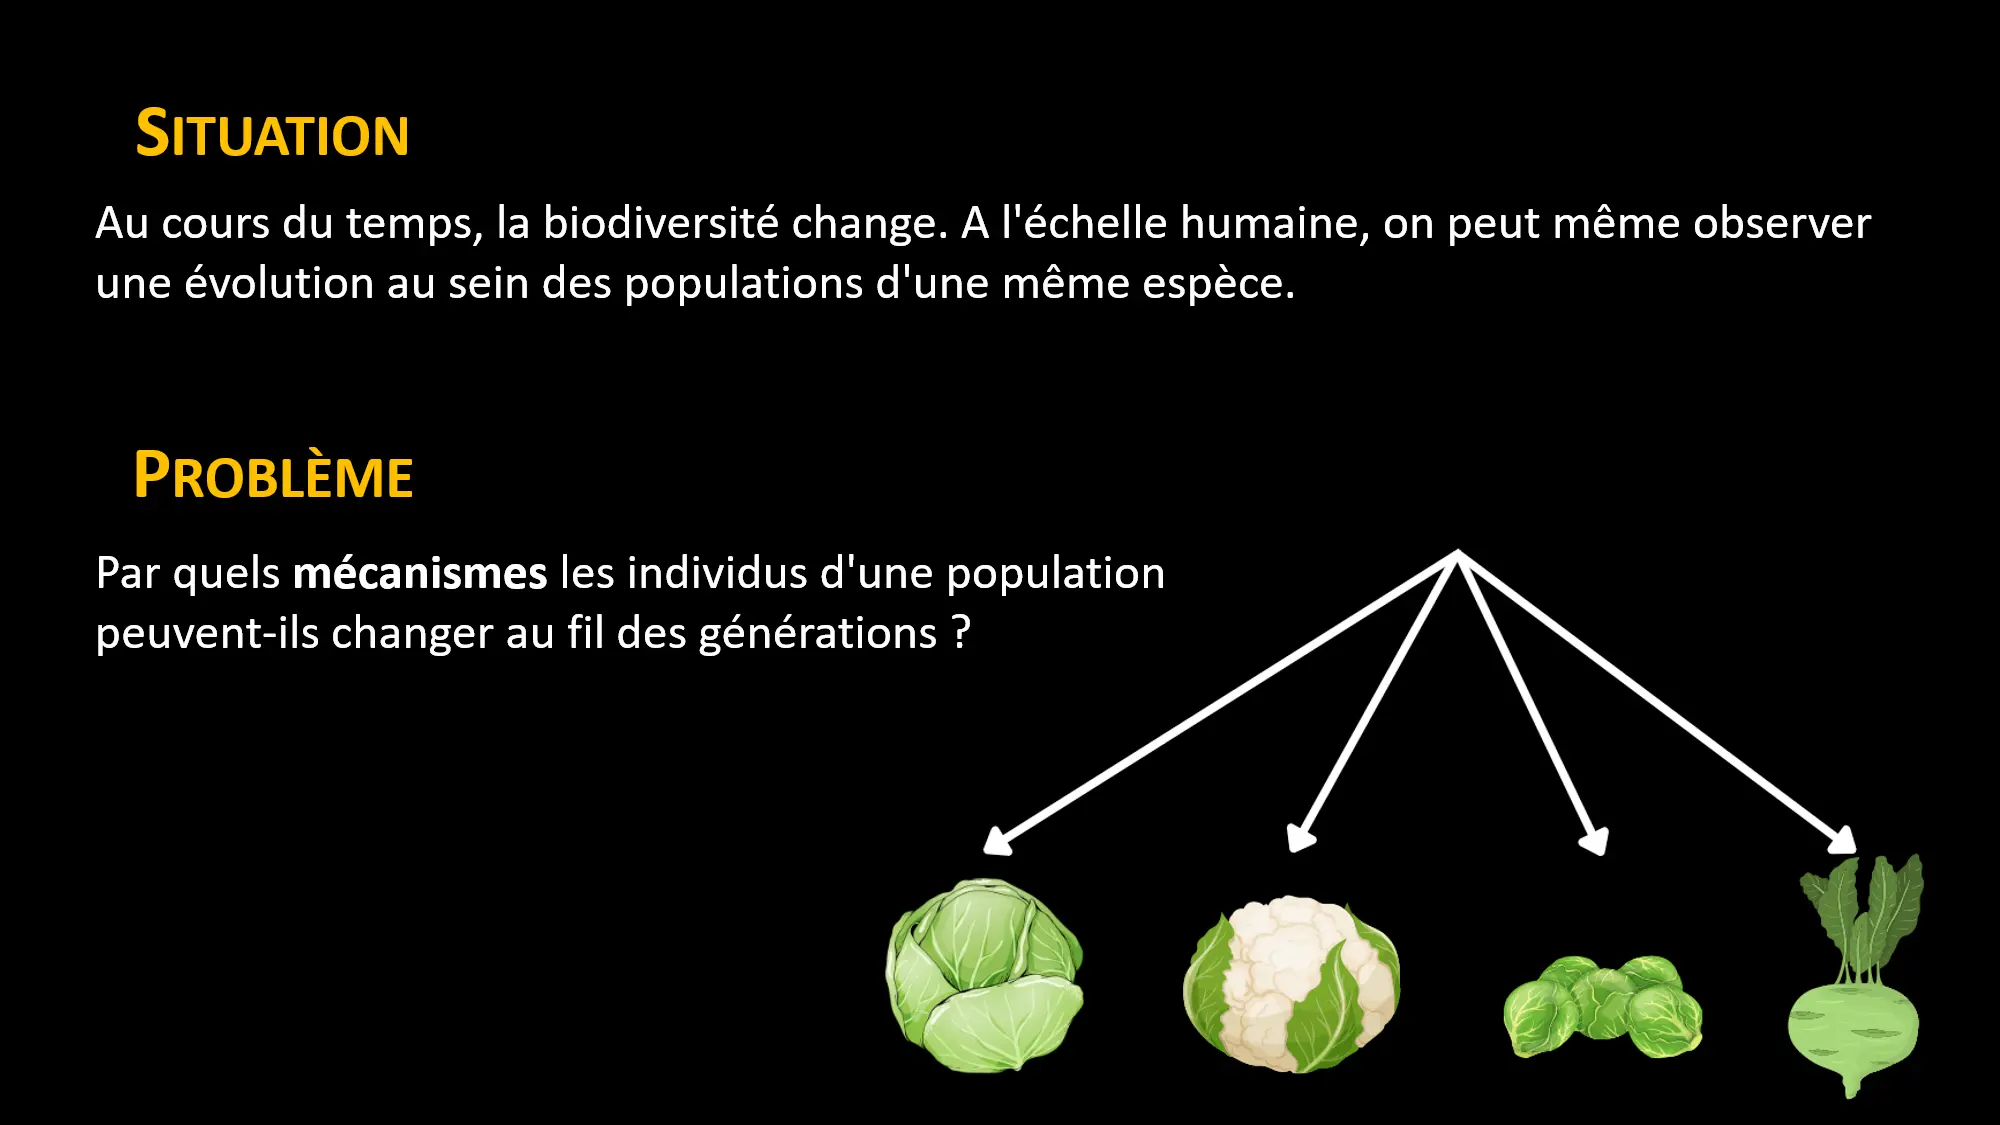 SITUATION
Au cours du temps, la biodiversité change. A l'échelle humaine, on peut même observer
une évolution au sein des populations d'une même espèce.
PROBLÈME
Par quels mécanismes les individus d'une population
peuvent-ils changer au fil des générations ?